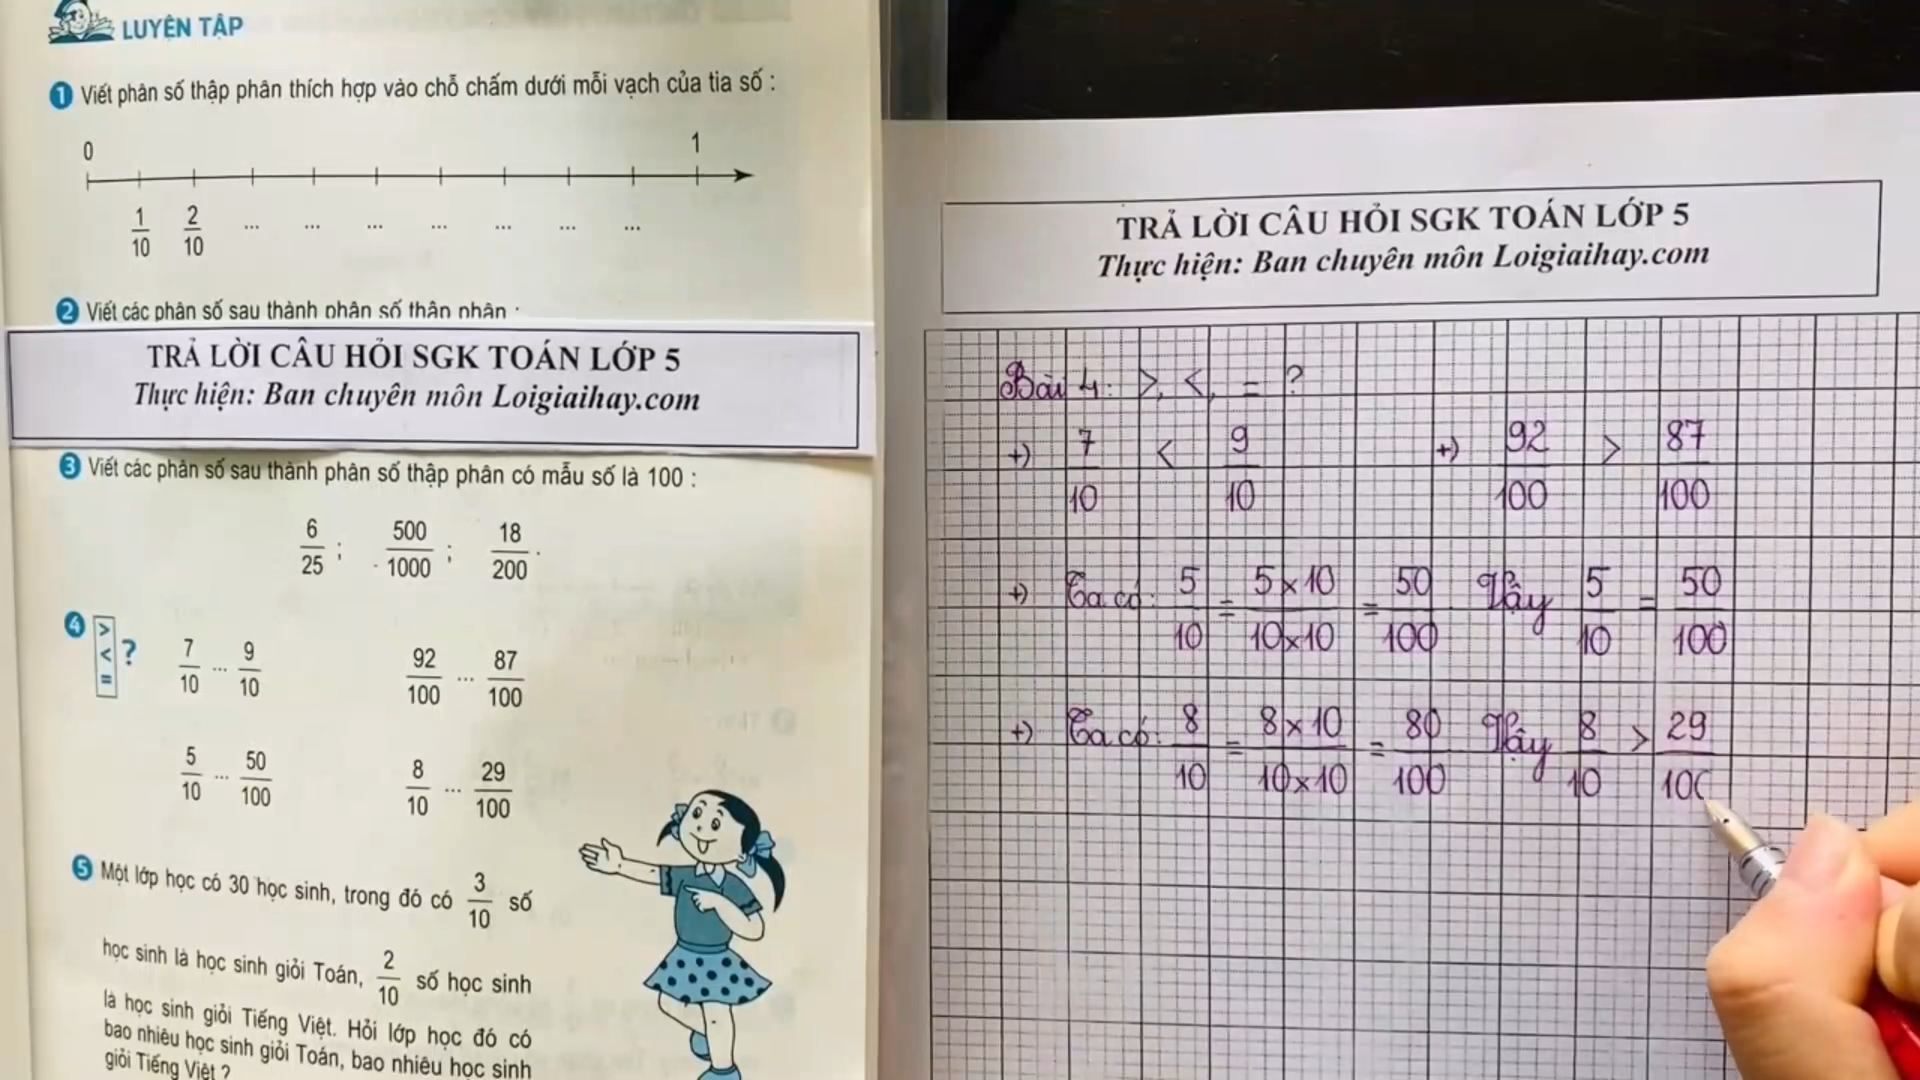 LUYỆN TẬP
1 Viết phân số thập phân thích hợp vào chỗ chấm dưới mỗi vạch của tia số :
0 1
1/10 2/10 ... ... ... ... ... ... ...
2 Viết các phân số sau thành phân số thập phân :
TRẢ LỜI CÂU HỎI SGK TOÁN LỚP 5
Thực hiện: Ban chuyên môn Loigiaihay.com
3 Viết các phân số sau thành phân số thập phân có mẫu số là 100 :
6/25 ; 500/1000 ; 18/200 .
4 > < = ? 7/10 ... 9/10 92/100 ... 87/100
5/10 ... 50/100 8/10 ... 29/100
5 Một lớp học có 30 học sinh, trong đó có 3/10 số
học sinh là học sinh giỏi Toán, 2/10 số học sinh
là học sinh giỏi Tiếng Việt. Hỏi lớp học đó có
bao nhiêu học sinh giỏi Toán, bao nhiêu học sinh
giỏi Tiếng Việt ?
TRẢ LỜI CÂU HỎI SGK TOÁN LỚP 5
Thực hiện: Ban chuyên môn Loigiaihay.com
Bài 4: >, <, = ?
+) 7/10 < 9/10 +) 92/100 > 87/100
+) Ta có: 5/10 = 5x10/10x10 = 50/100 Vậy 5/10 = 50/100
+) Ta có: 8/10 = 8x10/10x10 = 80/100 Vậy 8/10 > 29/100